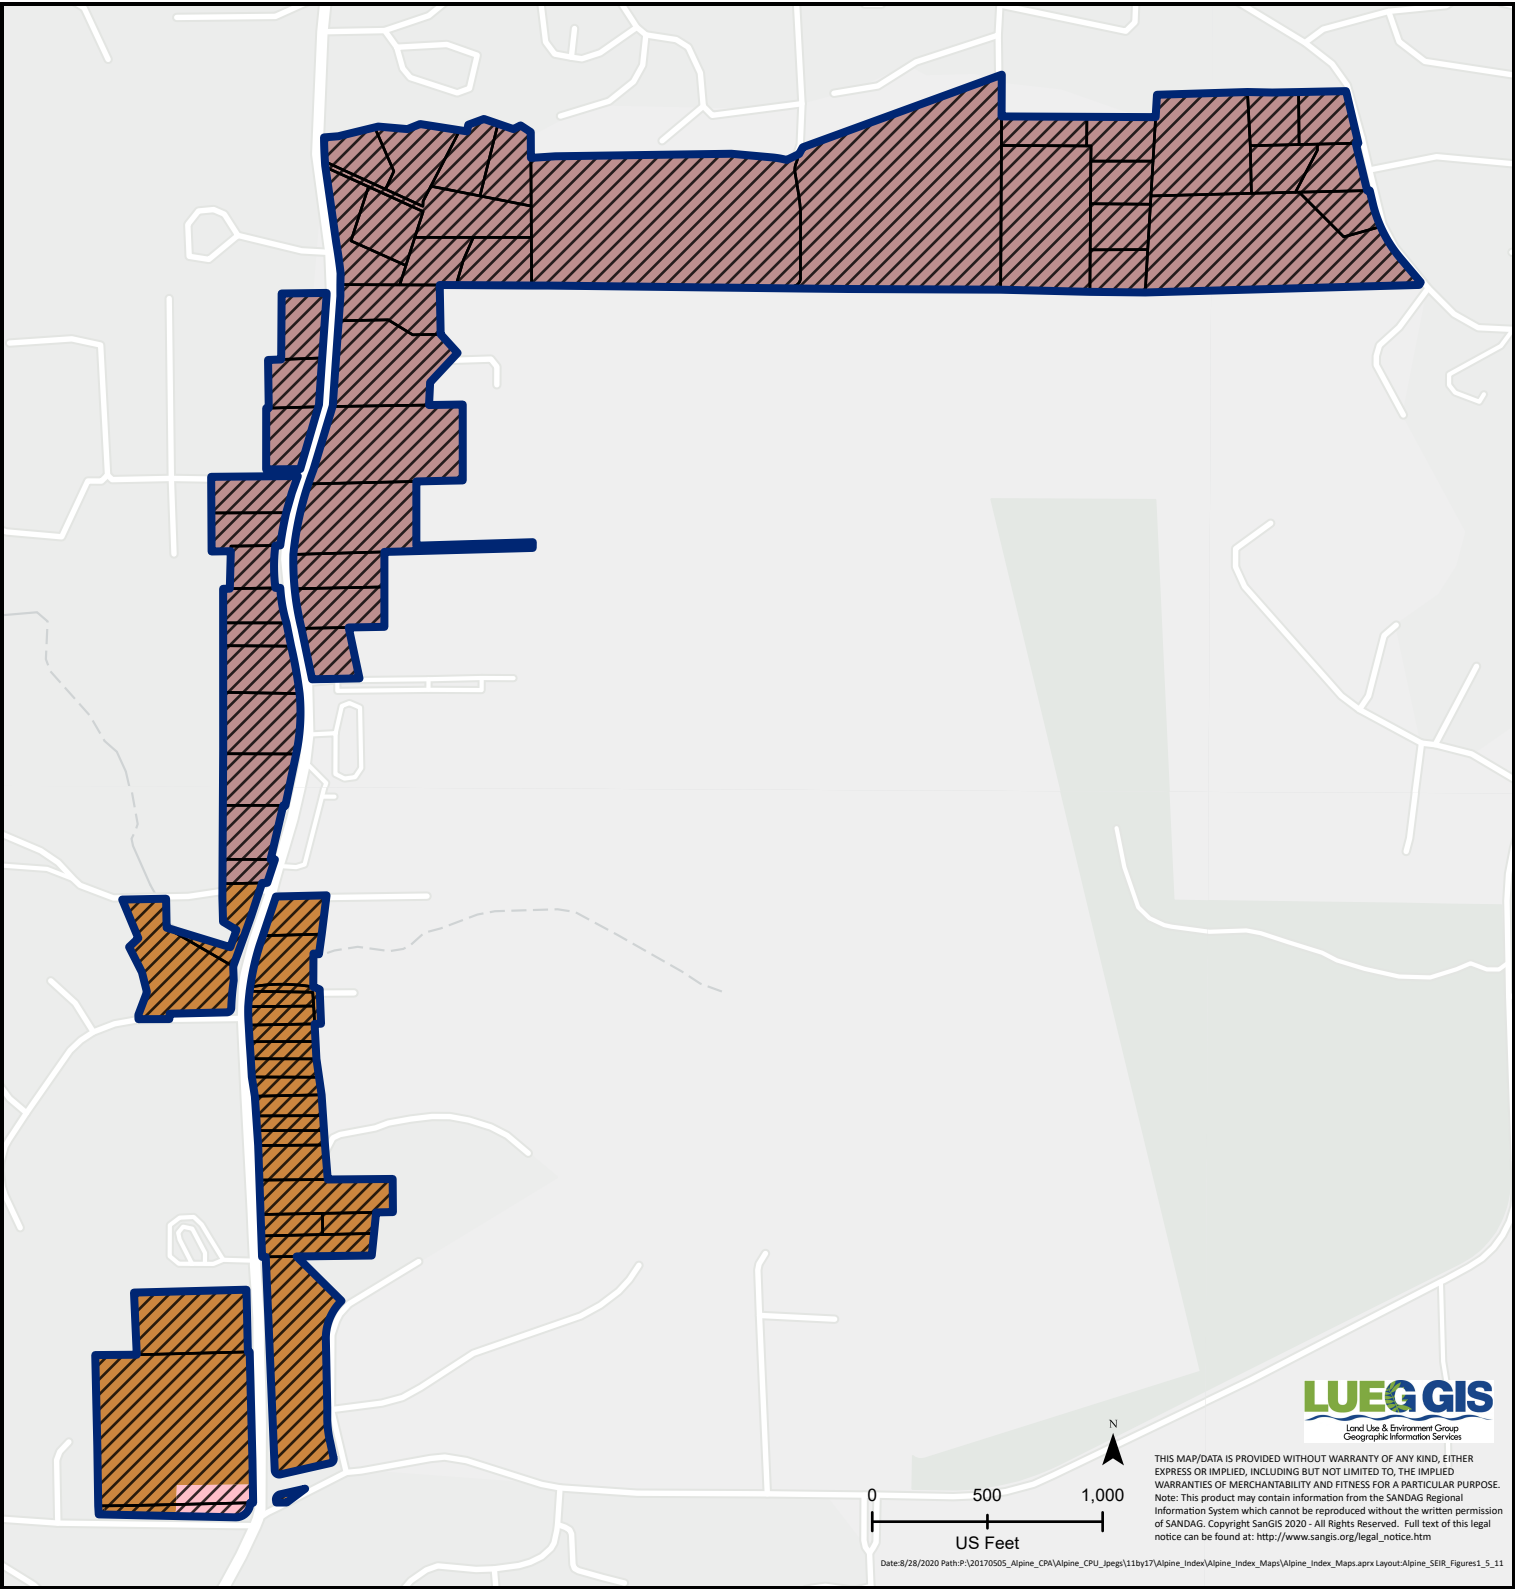 LUEG GIS
Land Use & Environment Group
Geographic Information Services
N
THIS MAP/DATA IS PROVIDED WITHOUT WARRANTY OF ANY KIND, EITHER
EXPRESS OR IMPLIED, INCLUDING BUT NOT LIMITED TO, THE IMPLIED
WARRANTIES OF MERCHANTABILITY AND FITNESS FOR A PARTICULAR PURPOSE.
Note: This product may contain information from the SANDAG Regional
Information System which cannot be reproduced without the written permission
of SANDAG. Copyright SanGIS 2020 - All Rights Reserved. Full text of this legal
notice can be found at: http://www.sangis.org/legal_notice.htm
0 500 1,000
US Feet
Date:8/28/2020 Path:P:\20170505_Alpine_CPA\Alpine_CPU_Jpegs\11by17\Alpine_Index\Alpine_Index_Maps\Alpine_Index_Maps.aprx Layout:Alpine_SEIR_Figures1_5_11